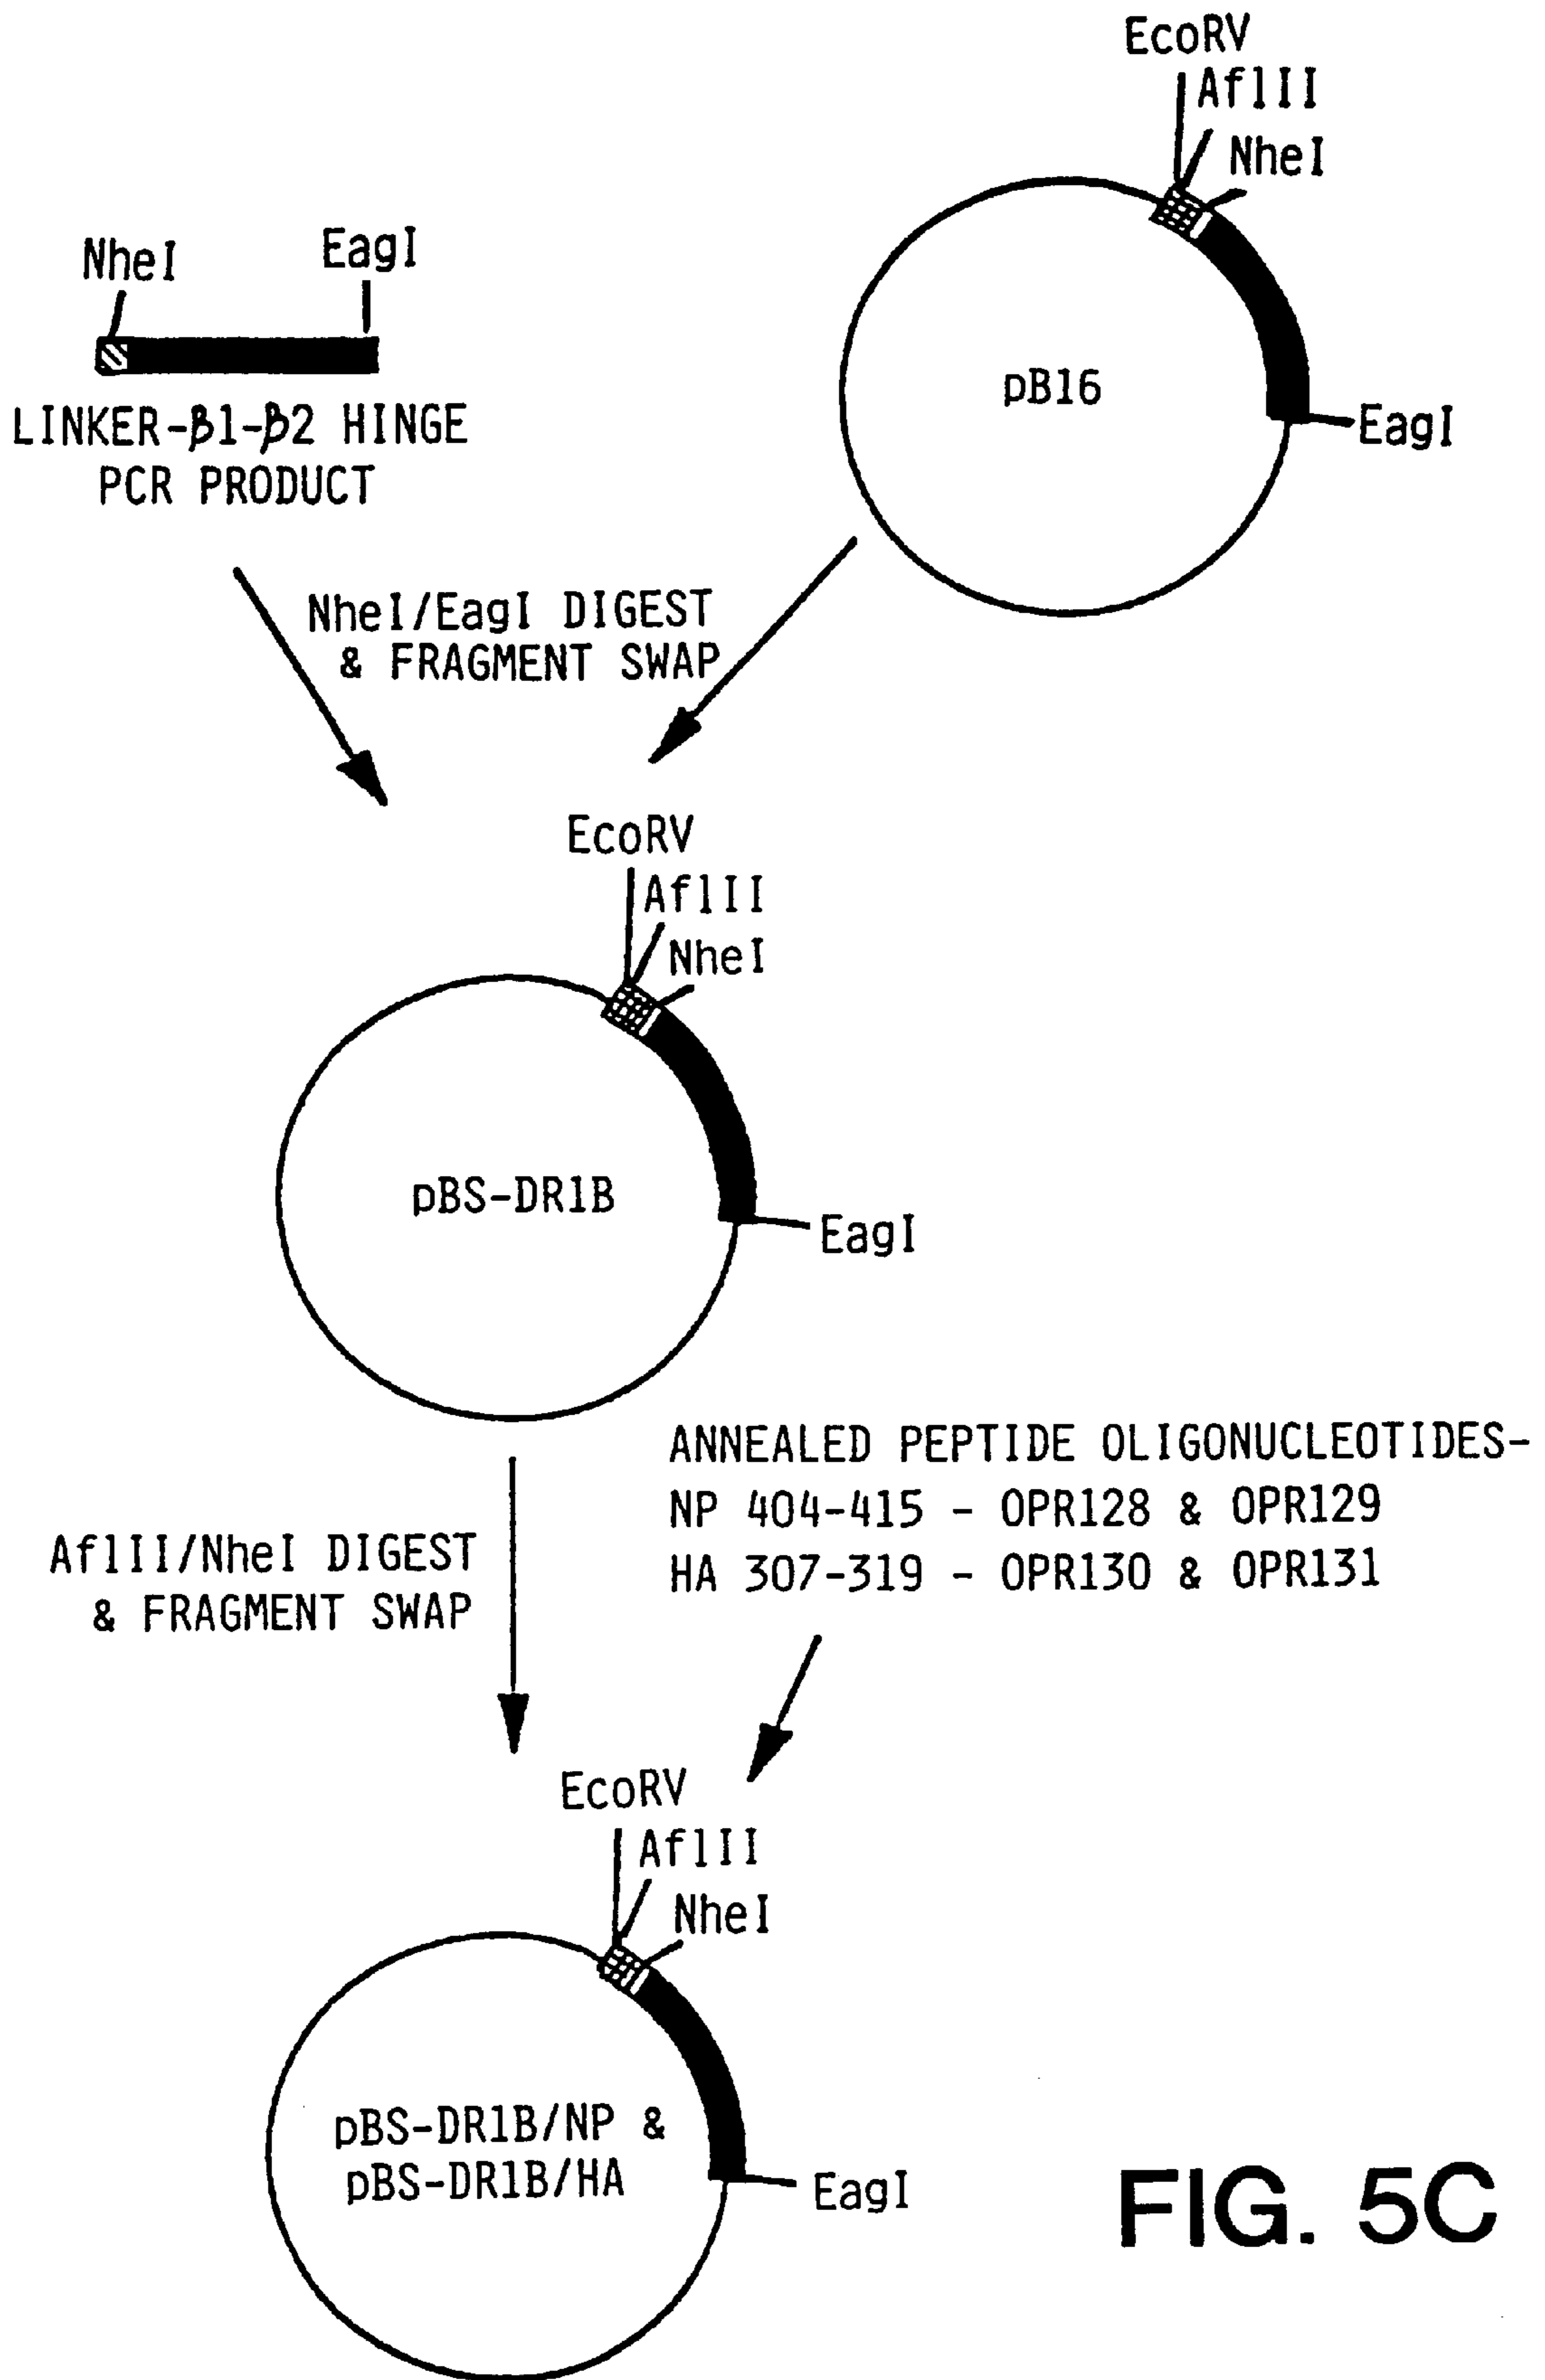 EcoRV
AflII
NheI
NheI
EagI
pB16
EagI
LINKER-β1-β2 HINGE
PCR PRODUCT
NheI/EagI DIGEST
& FRAGMENT SWAP
EcoRV
AflII
NheI
pBS-DR1B
EagI
ANNEALED PEPTIDE OLIGONUCLEOTIDES-
NP 404-415 - OPR128 & OPR129
HA 307-319 - OPR130 & OPR131
AflII/NheI DIGEST
& FRAGMENT SWAP
EcoRV
AflII
NheI
pBS-DR1B/NP &
pBS-DR1B/HA
EagI
FIG. 5C